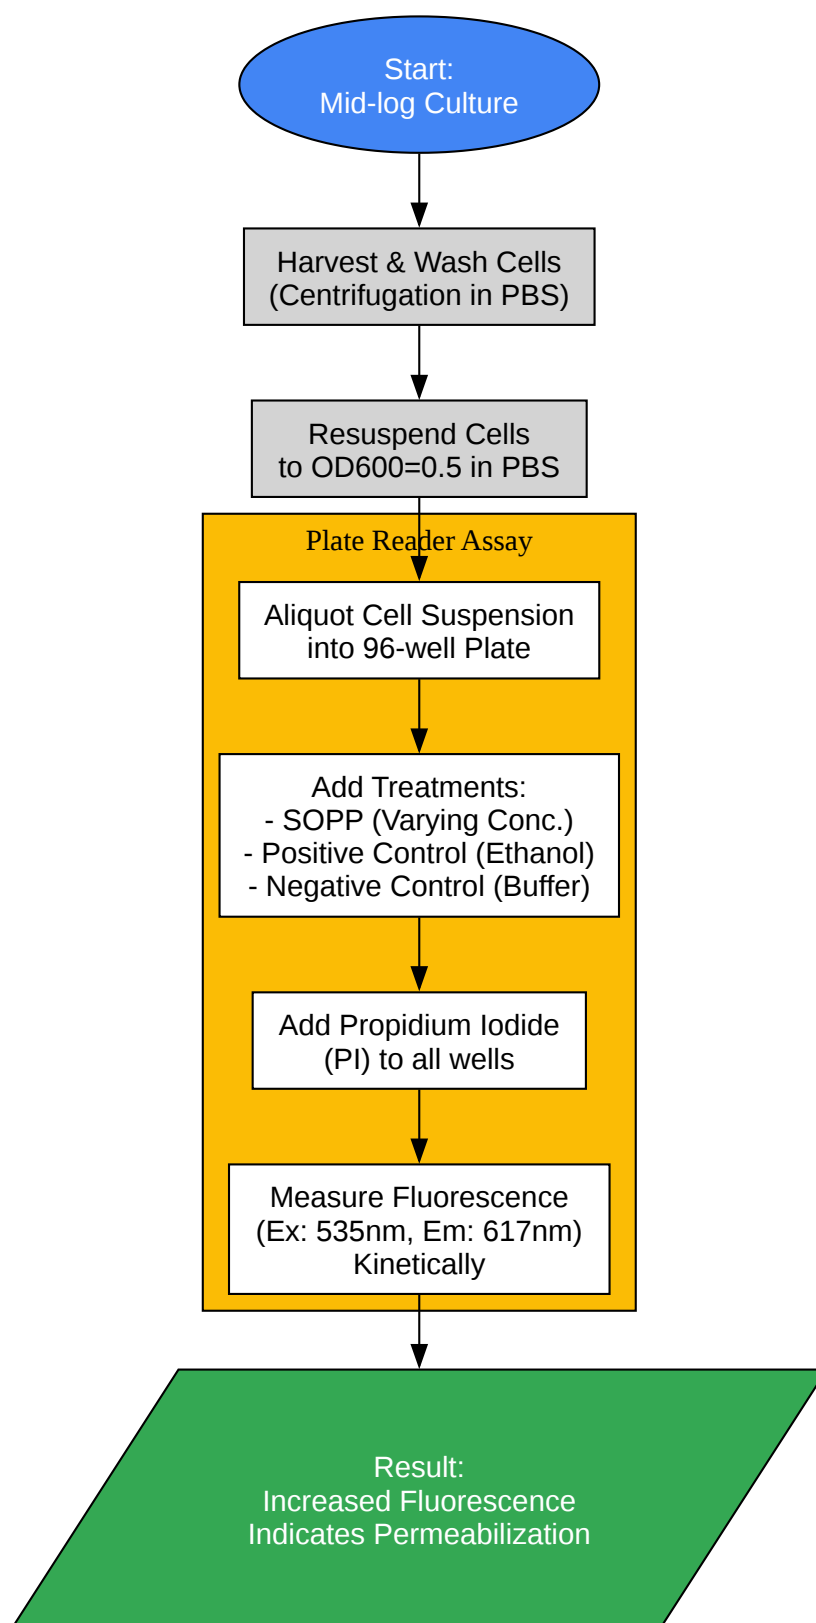 Start:
Mid-log Culture
Harvest & Wash Cells
(Centrifugation in PBS)
Resuspend Cells
to OD600=0.5 in PBS
Plate Reader Assay
Aliquot Cell Suspension
into 96-well Plate
Add Treatments:
- SOPP (Varying Conc.)
- Positive Control (Ethanol)
- Negative Control (Buffer)
Add Propidium Iodide
(PI) to all wells
Measure Fluorescence
(Ex: 535nm, Em: 617nm)
Kinetically
Result:
Increased Fluorescence
Indicates Permeabilization